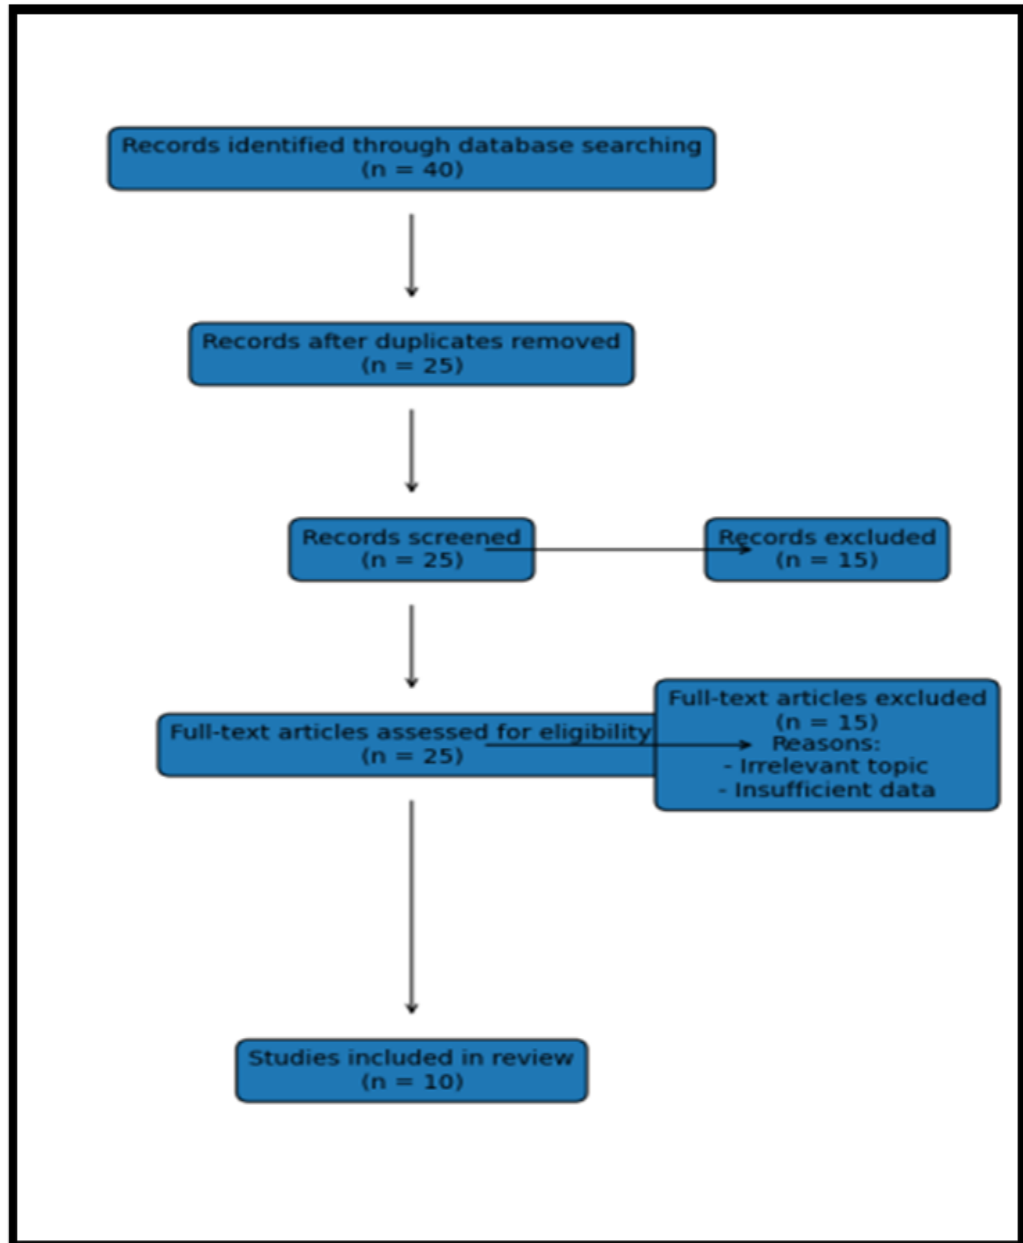 Records identified through database searching
(n = 40)
Records after duplicates removed
(n = 25)
Records screened
(n = 25)
Records excluded
(n = 15)
Full-text articles assessed for eligibility
(n = 25)
Full-text articles excluded
(n = 15)
Reasons:
- Irrelevant topic
- Insufficient data
Studies included in review
(n = 10)